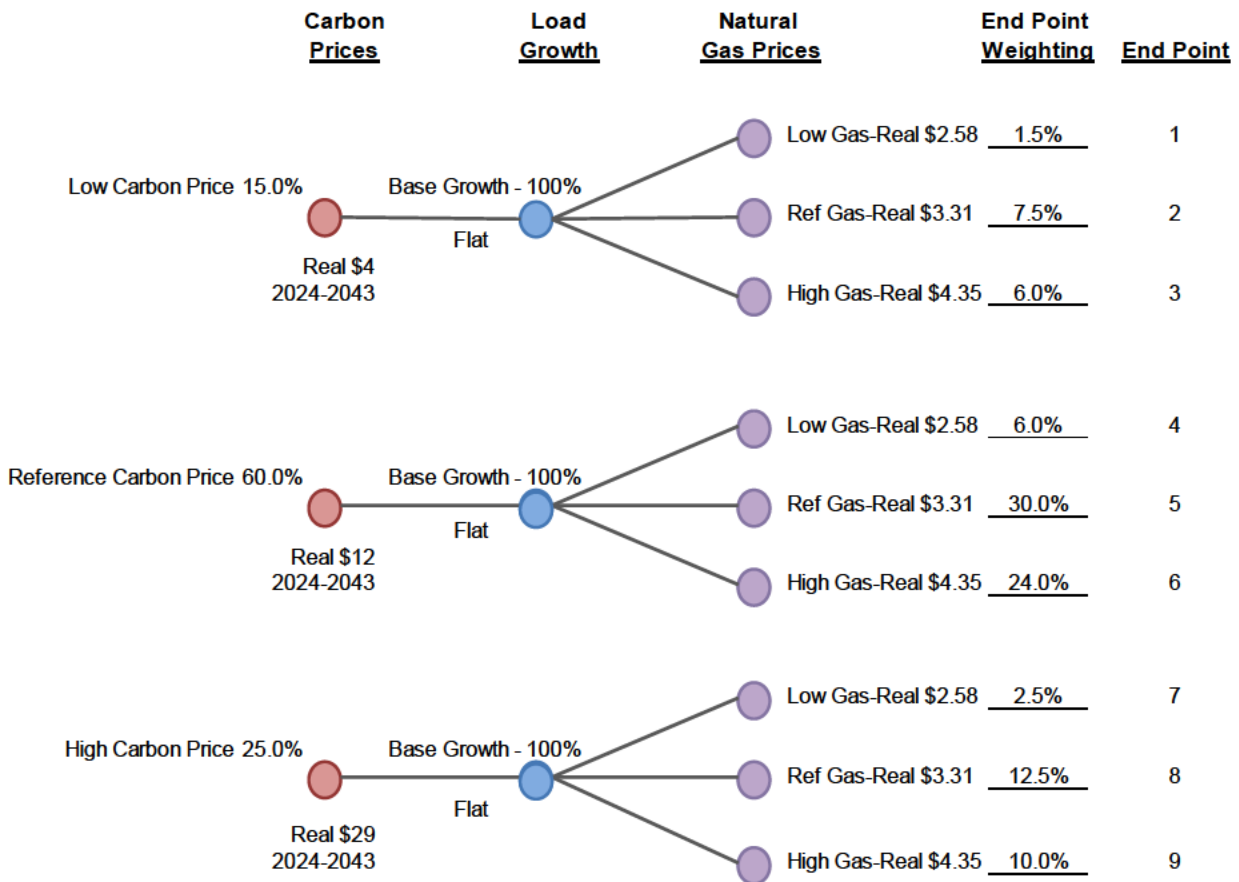 Carbon Prices
Load Growth
Natural Gas Prices
End Point Weighting
End Point
Low Carbon Price 15.0%
Real $4
2024-2043
Base Growth - 100%
Flat
Low Gas-Real $2.58 1.5% 1
Ref Gas-Real $3.31 7.5% 2
High Gas-Real $4.35 6.0% 3
Reference Carbon Price 60.0%
Real $12
2024-2043
Base Growth - 100%
Flat
Low Gas-Real $2.58 6.0% 4
Ref Gas-Real $3.31 30.0% 5
High Gas-Real $4.35 24.0% 6
High Carbon Price 25.0%
Real $29
2024-2043
Base Growth - 100%
Flat
Low Gas-Real $2.58 2.5% 7
Ref Gas-Real $3.31 12.5% 8
High Gas-Real $4.35 10.0% 9